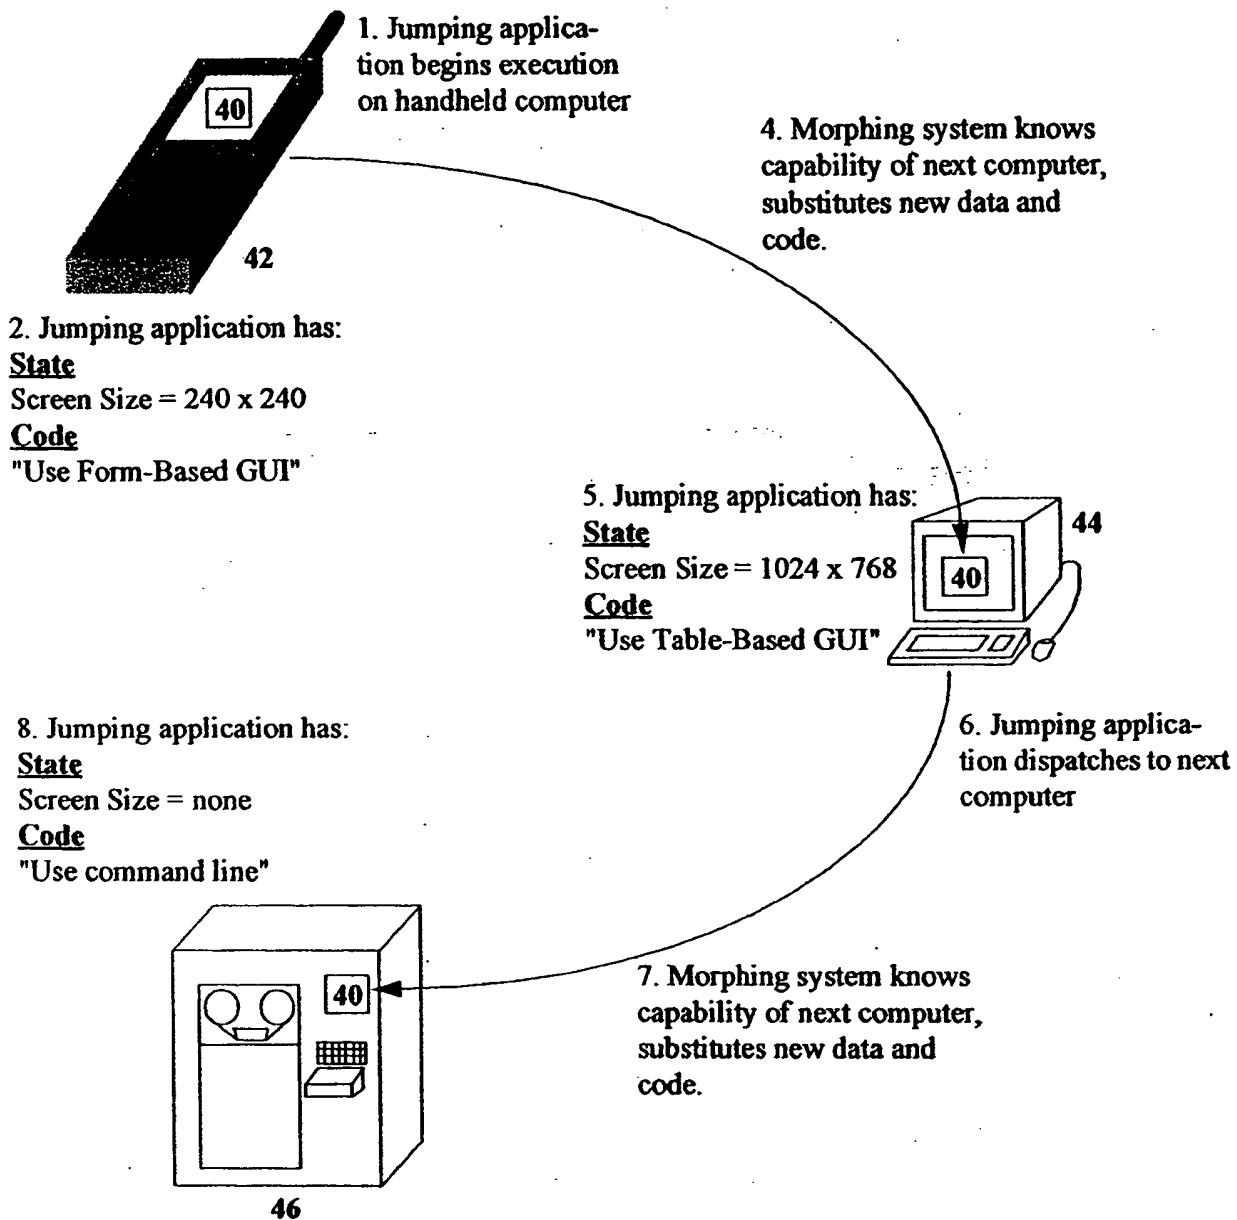 1. Jumping applica-
tion begins execution
on handheld computer
40
42
2. Jumping application has:
State
Screen Size = 240 x 240
Code
"Use Form-Based GUI"
4. Morphing system knows
capability of next computer,
substitutes new data and
code.
5. Jumping application has:
State
Screen Size = 1024 x 768
Code
"Use Table-Based GUI"
44
40
6. Jumping applica-
tion dispatches to next
computer
7. Morphing system knows
capability of next computer,
substitutes new data and
code.
8. Jumping application has:
State
Screen Size = none
Code
"Use command line"
40
46